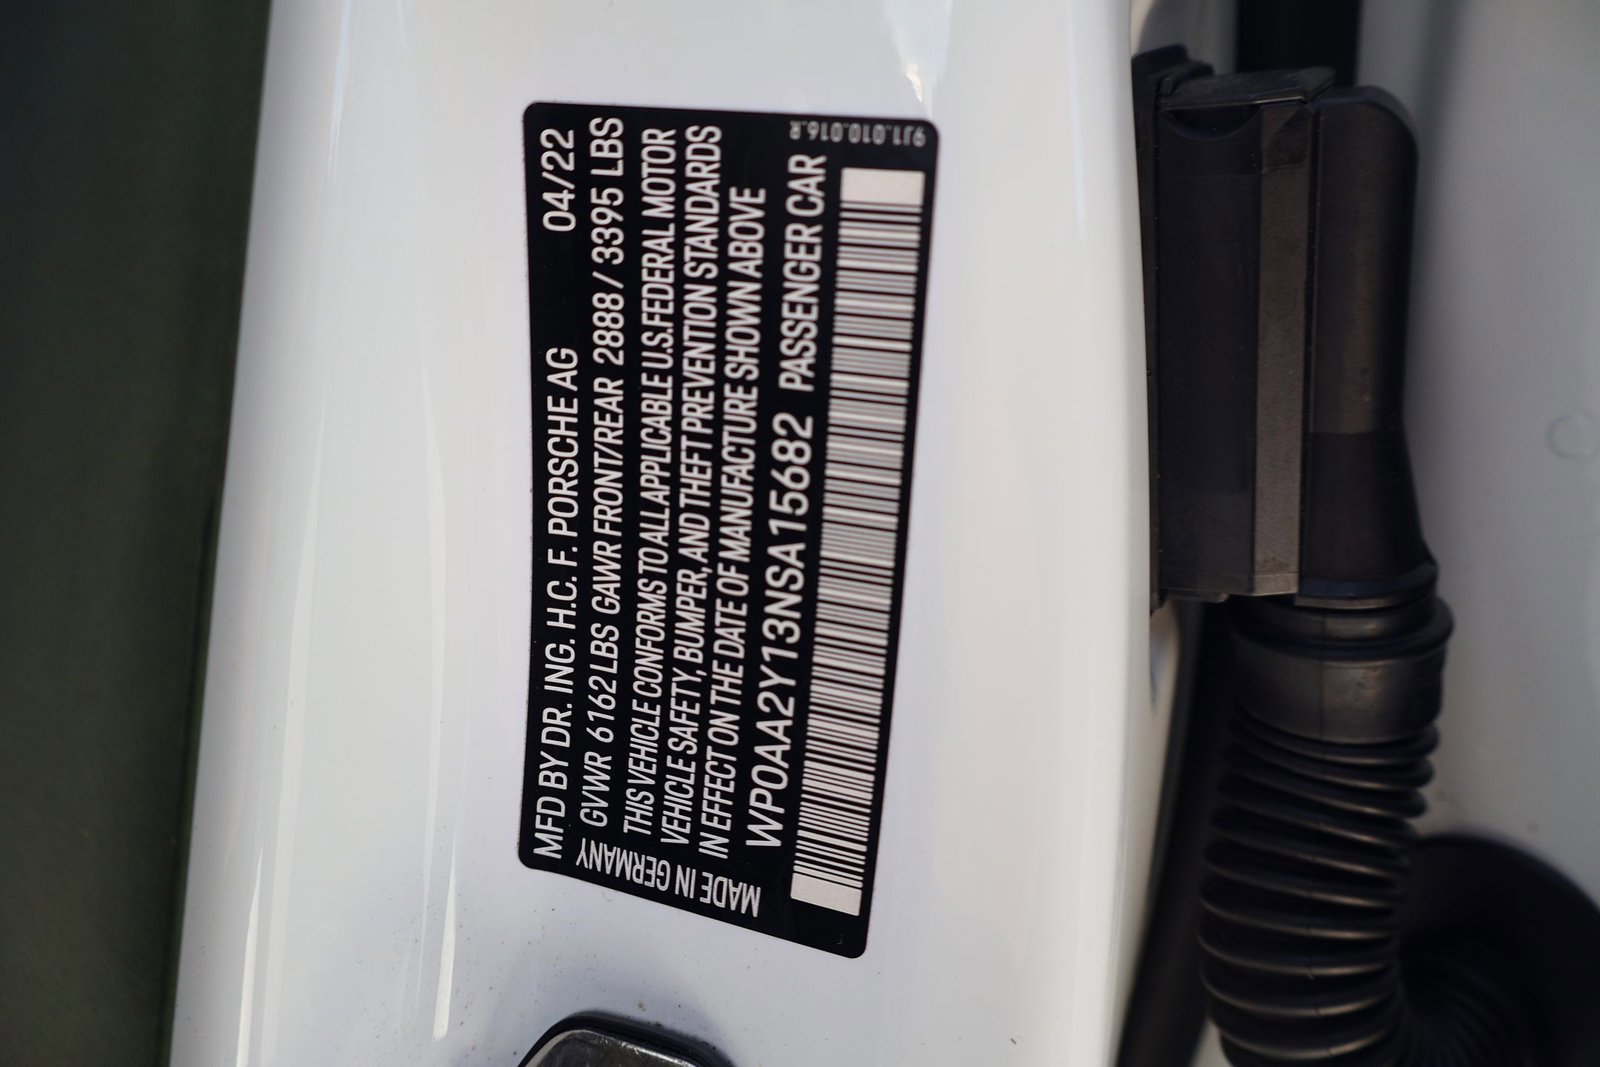 MFD BY DR. ING. H.C. F. PORSCHE AG 04/22
GVWR 6162 LBS GAWR FRONT/REAR 2888 / 3395 LBS
THIS VEHICLE CONFORMS TO ALL APPLICABLE U.S. FEDERAL MOTOR
VEHICLE SAFETY, BUMPER, AND THEFT PREVENTION STANDARDS
IN EFFECT ON THE DATE OF MANUFACTURE SHOWN ABOVE
WP0AA2Y13NSA15682 PASSENGER CAR
MADE IN GERMANY
9J1.010.016.R